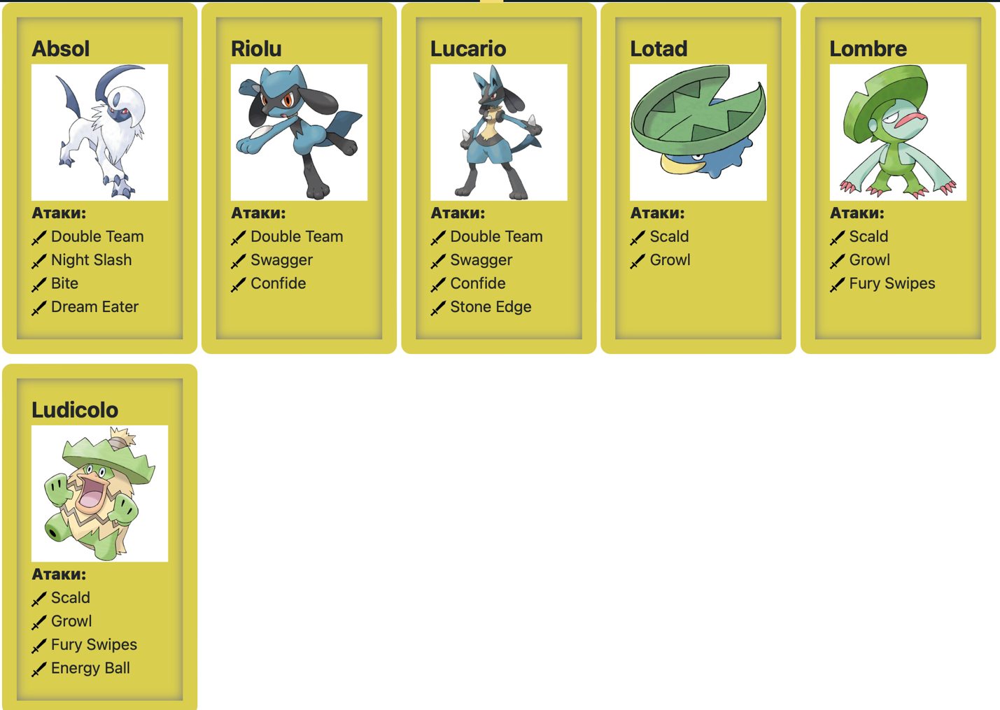 Absol
Атаки:
Double Team
Night Slash
Bite
Dream Eater
Riolu
Атаки:
Double Team
Swagger
Confide
Lucario
Атаки:
Double Team
Swagger
Confide
Stone Edge
Lotad
Атаки:
Scald
Growl
Lombre
Атаки:
Scald
Growl
Fury Swipes
Ludicolo
Атаки:
Scald
Growl
Fury Swipes
Energy Ball